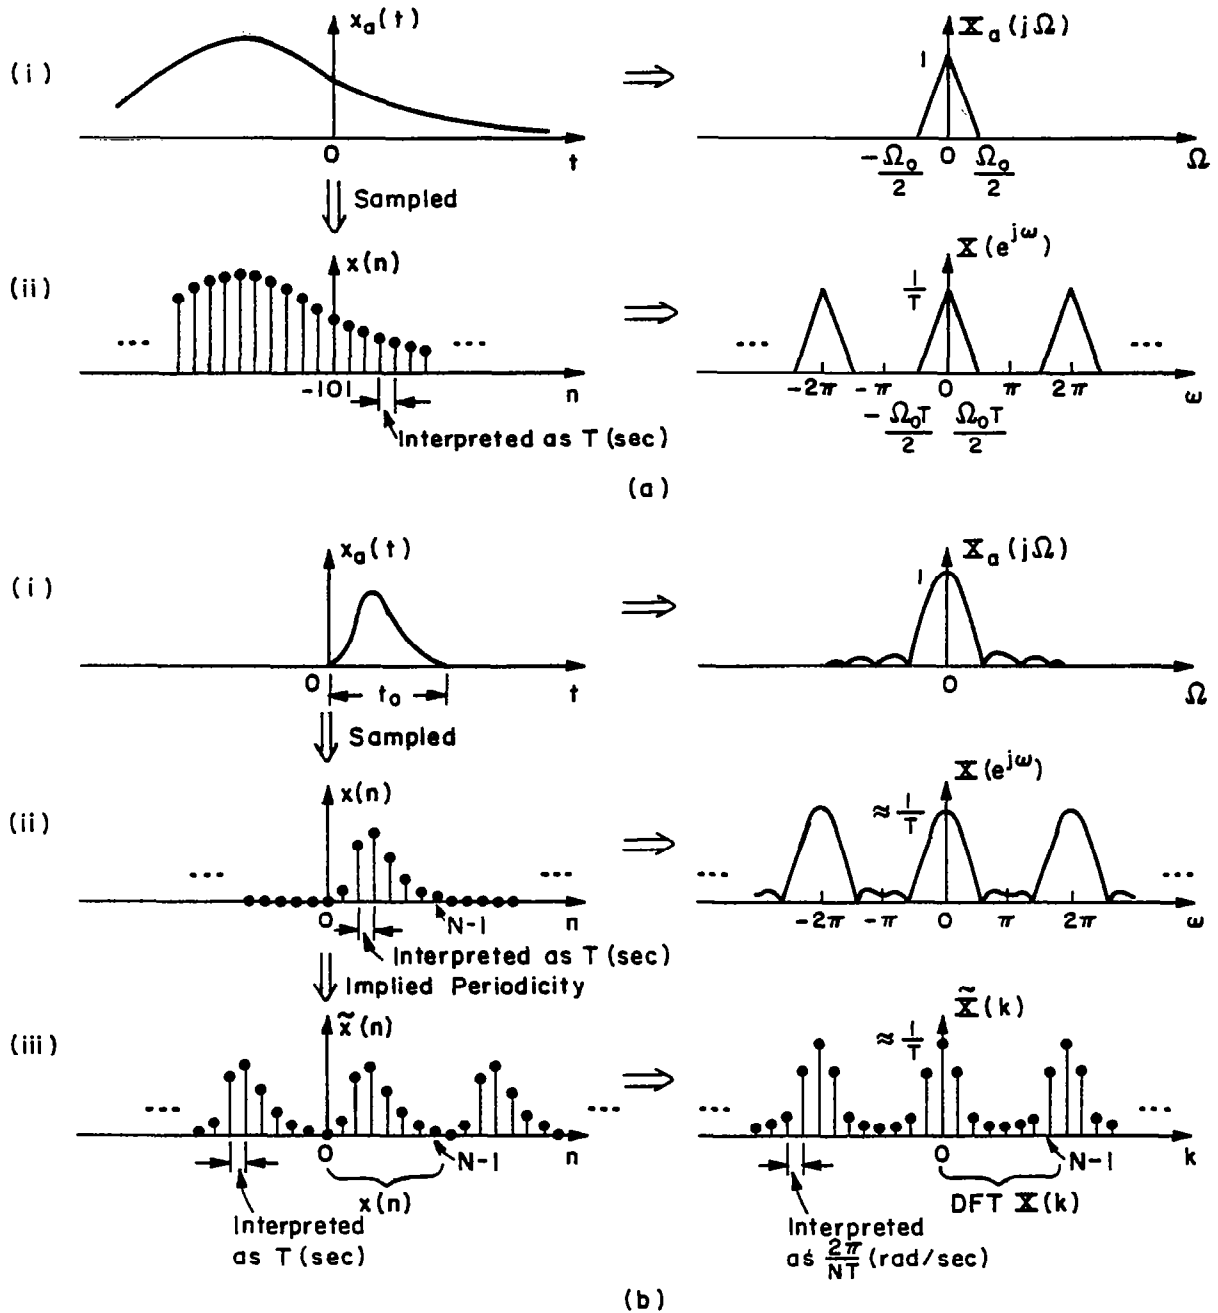 (i)
x_a(t)
0
t
⇒
X_a(jΩ)
1
-Ω_0/2 0 Ω_0/2
Ω
Sampled
(ii)
x(n)
...
...
-1 0 1
n
Interpreted as T (sec)
⇒
X(e^{jω})
1/T
...
...
-2π -π 0 π 2π
ω
-Ω_0T/2 Ω_0T/2
(a)
(i)
x_a(t)
0
t
t_0
⇒
X_a(jΩ)
1
0
Ω
Sampled
(ii)
x(n)
...
...
0
N-1
n
Interpreted as T (sec)
⇒
X(e^{jω})
≈ 1/T
...
...
-2π -π 0 π 2π
ω
Implied Periodicity
(iii)
x̃(n)
...
...
0
N-1
n
x(n)
Interpreted
as T (sec)
⇒
X̃(k)
≈ 1/T
...
...
0
N-1
k
DFT X(k)
Interpreted
as 2π/NT (rad/sec)
(b)